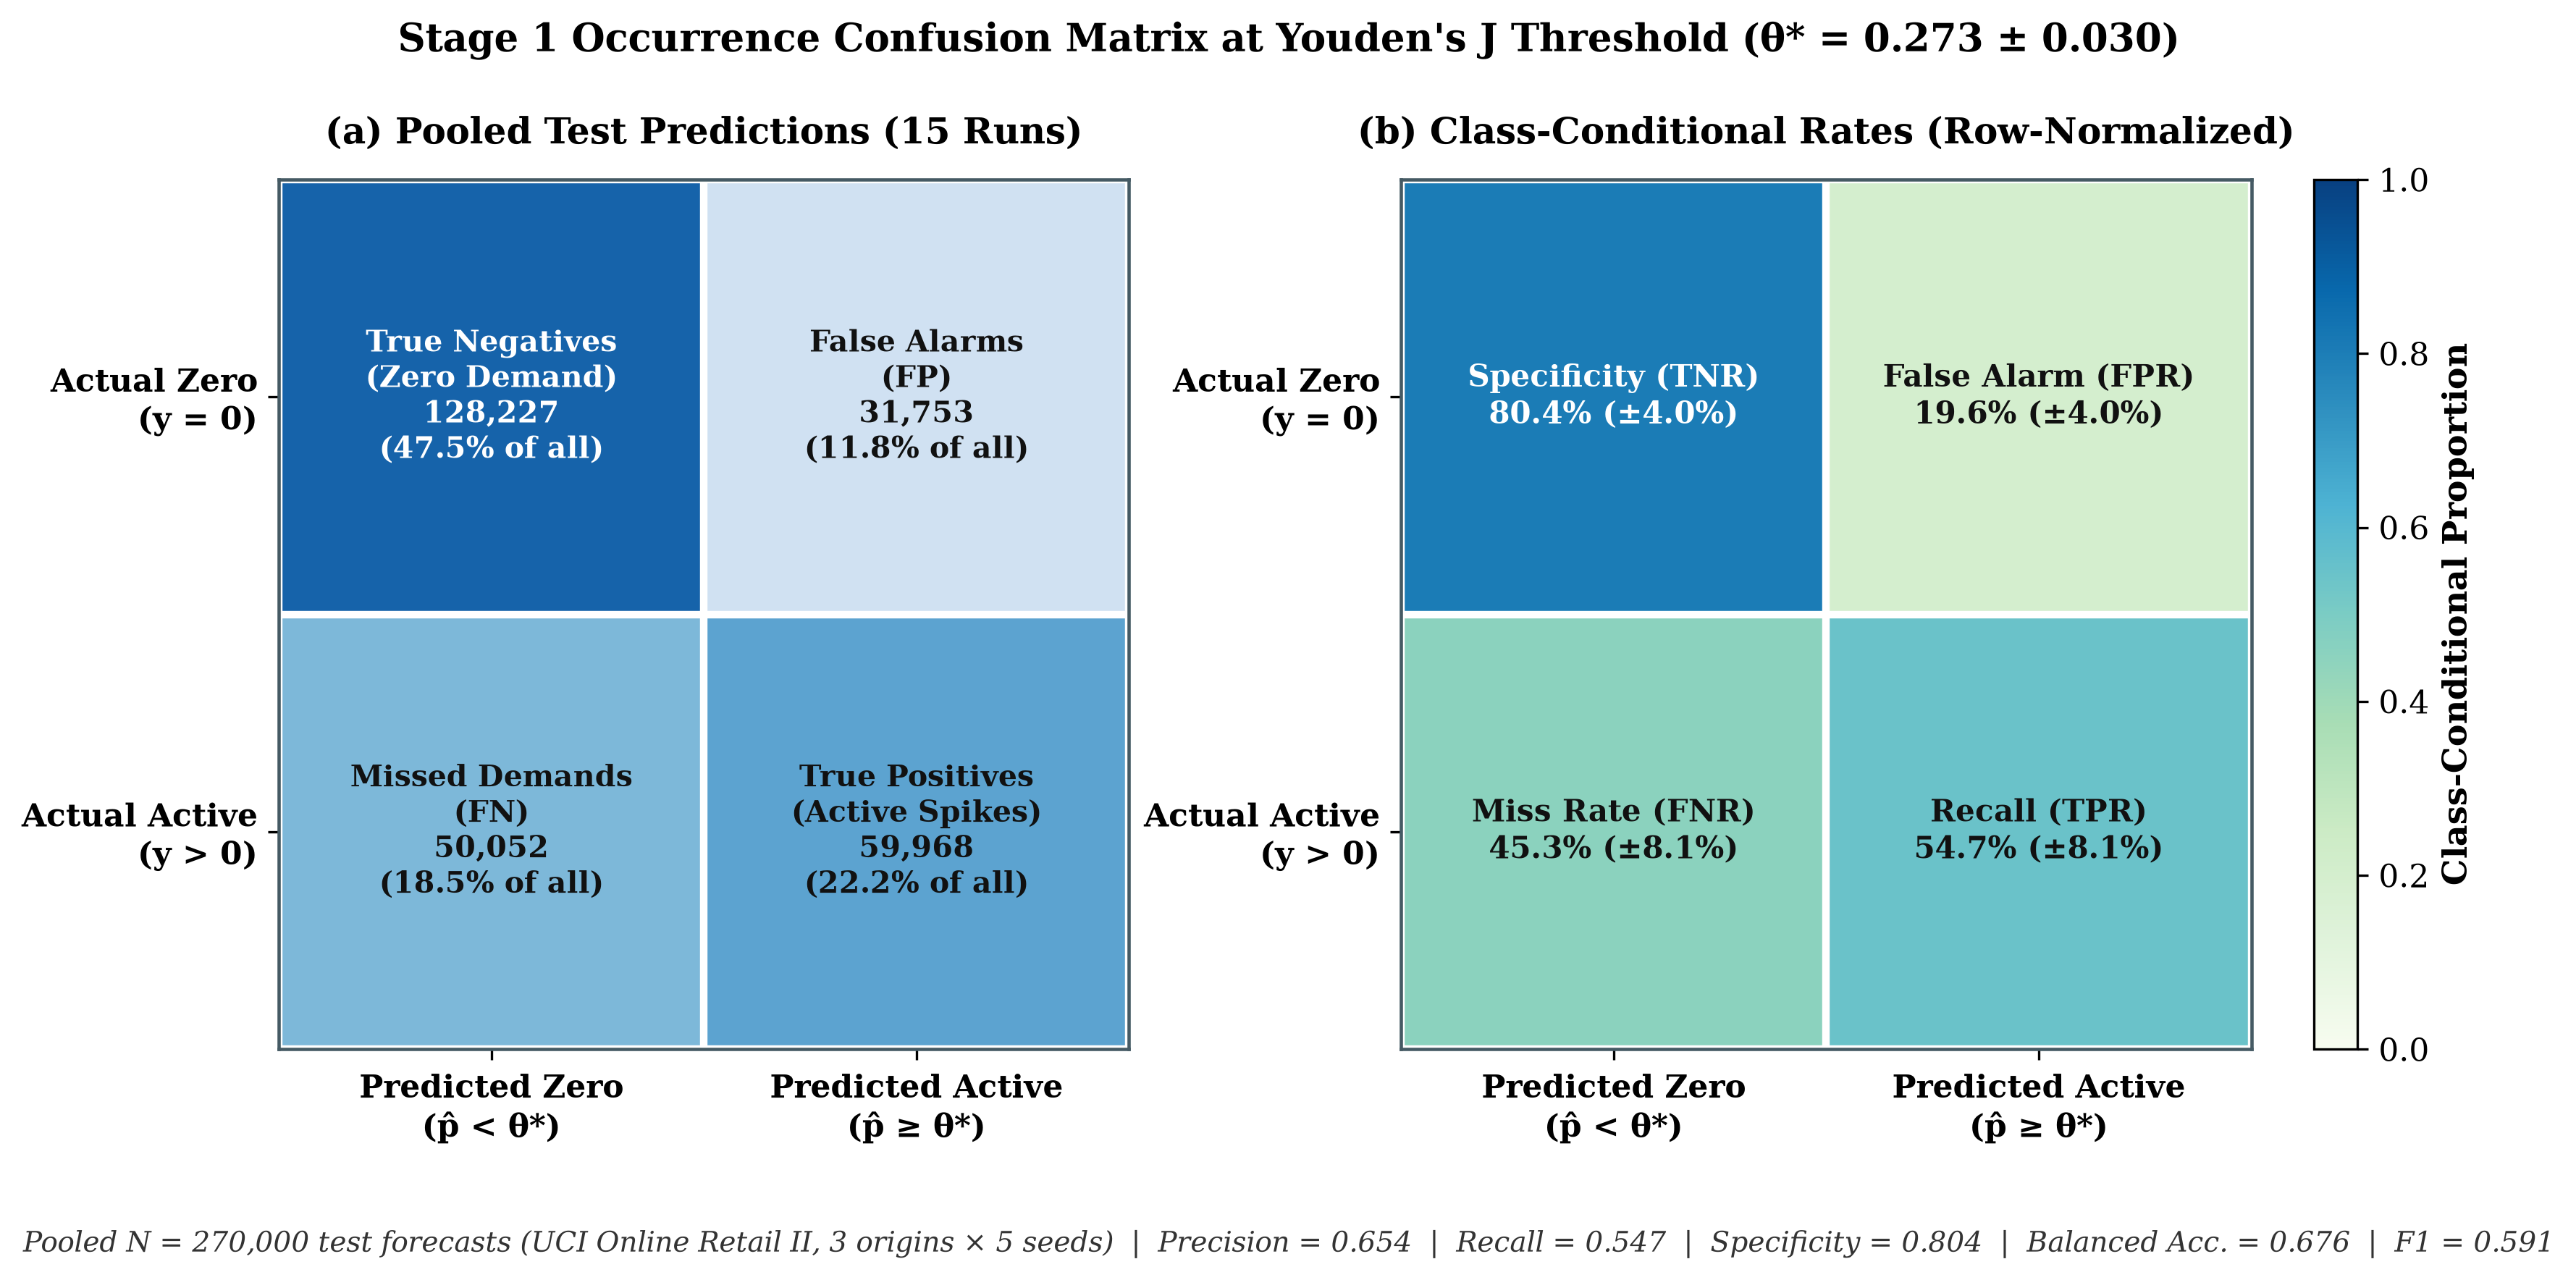 Stage 1 Occurrence Confusion Matrix at Youden's J Threshold (θ* = 0.273 ± 0.030)
(a) Pooled Test Predictions (15 Runs)
Actual Zero
(y = 0)
True Negatives
(Zero Demand)
128,227
(47.5% of all)
False Alarms
(FP)
31,753
(11.8% of all)
Actual Active
(y > 0)
Missed Demands
(FN)
50,052
(18.5% of all)
True Positives
(Active Spikes)
59,968
(22.2% of all)
Predicted Zero
(p̂ < θ*)
Predicted Active
(p̂ ≥ θ*)
(b) Class-Conditional Rates (Row-Normalized)
Actual Zero
(y = 0)
Specificity (TNR)
80.4% (±4.0%)
False Alarm (FPR)
19.6% (±4.0%)
Actual Active
(y > 0)
Miss Rate (FNR)
45.3% (±8.1%)
Recall (TPR)
54.7% (±8.1%)
Predicted Zero
(p̂ < θ*)
Predicted Active
(p̂ ≥ θ*)
1.0
0.8
0.6
0.4
0.2
0.0
Class-Conditional Proportion
Pooled N = 270,000 test forecasts (UCI Online Retail II, 3 origins × 5 seeds) | Precision = 0.654 | Recall = 0.547 | Specificity = 0.804 | Balanced Acc. = 0.676 | F1 = 0.591